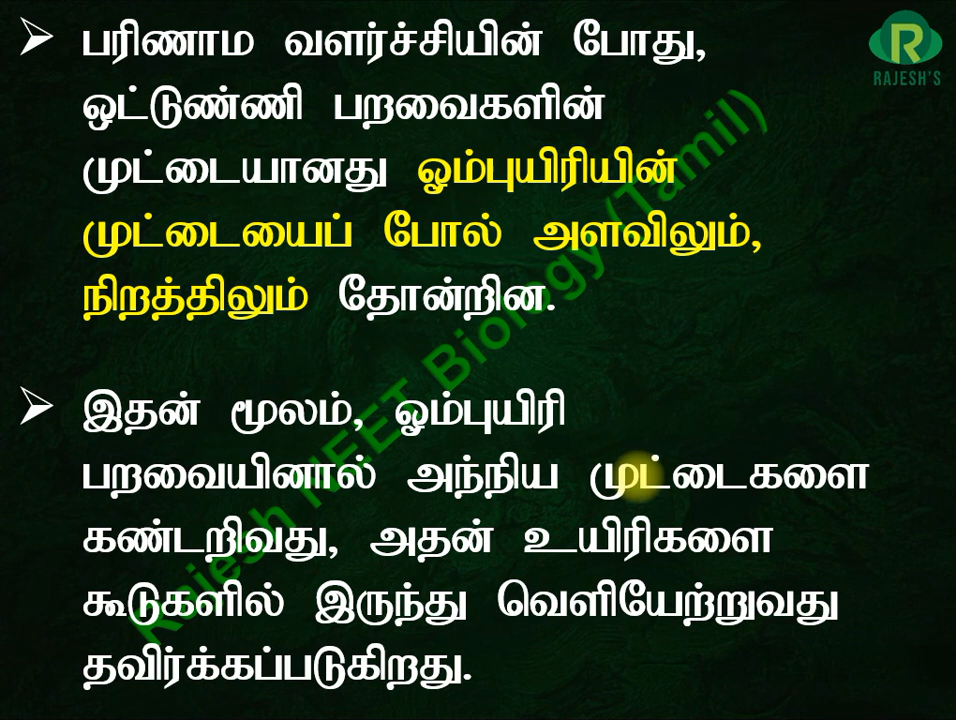 பரிணாம வளர்ச்சியின் போது,
ஒட்டுண்ணி பறவைகளின்
முட்டையானது ஓம்புயிரியின்
முட்டையைப் போல் அளவிலும்,
நிறத்திலும் தோன்றின.
இதன் மூலம், ஓம்புயிரி
பறவையினால் அந்நிய முட்டைகளை
கண்டறிவது, அதன் உயிரிகளை
கூடுகளில் இருந்து வெளியேற்றுவது
தவிர்க்கப்படுகிறது.
R
RAJESH'S
Rajesh NEET Biology (Tamil)